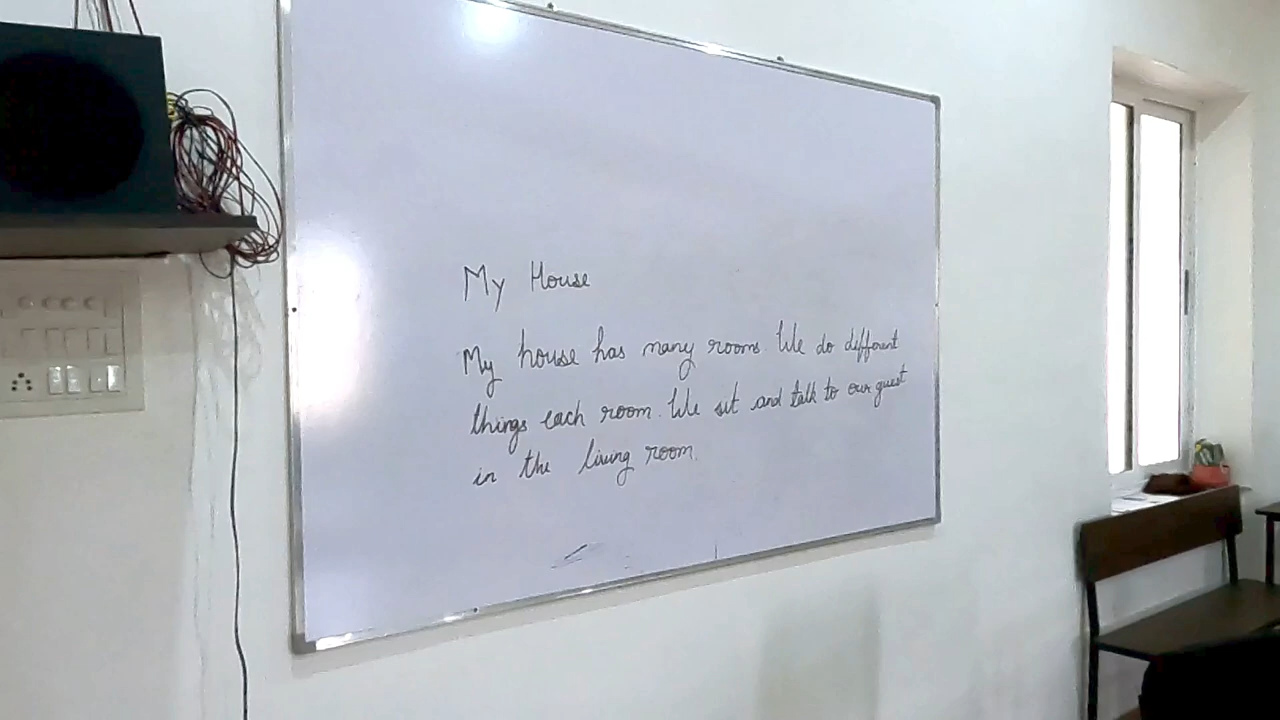 My House
My house has many rooms. We do different
things each room. We sit and talk to our guest
in the living room.